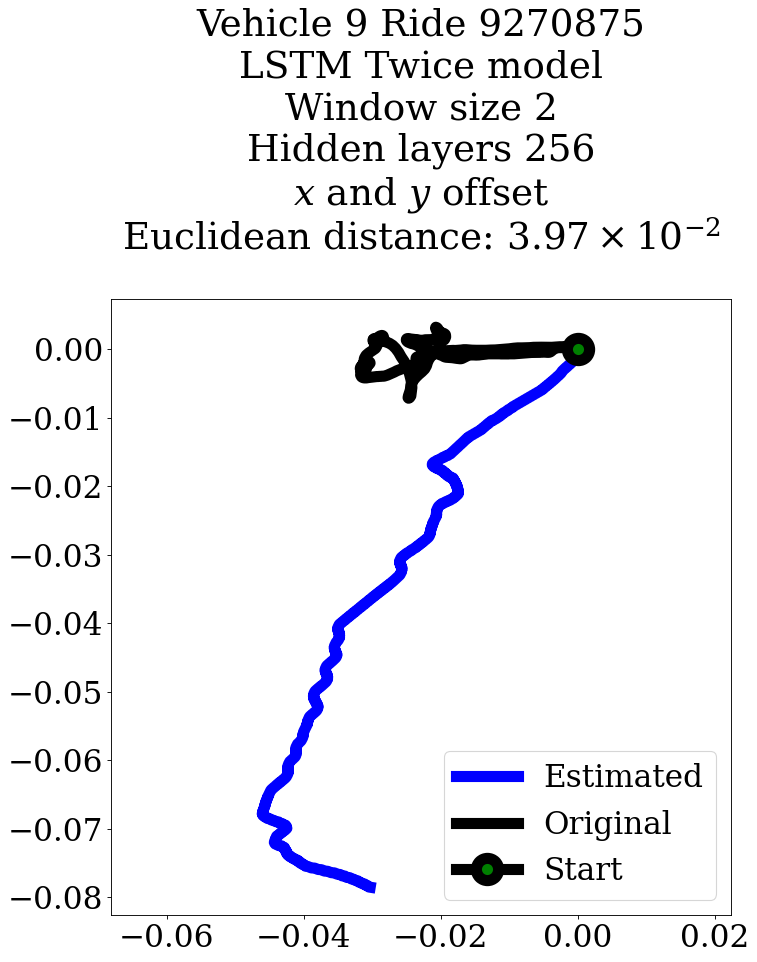 Vehicle 9 Ride 9270875
LSTM Twice model
Window size 2
Hidden layers 256
x and y offset
Euclidean distance: 3.97 × 10⁻²
0.00
−0.01
−0.02
−0.03
−0.04
−0.05
−0.06
−0.07
−0.08
Estimated
Original
Start
−0.06 −0.04 −0.02 0.00 0.02